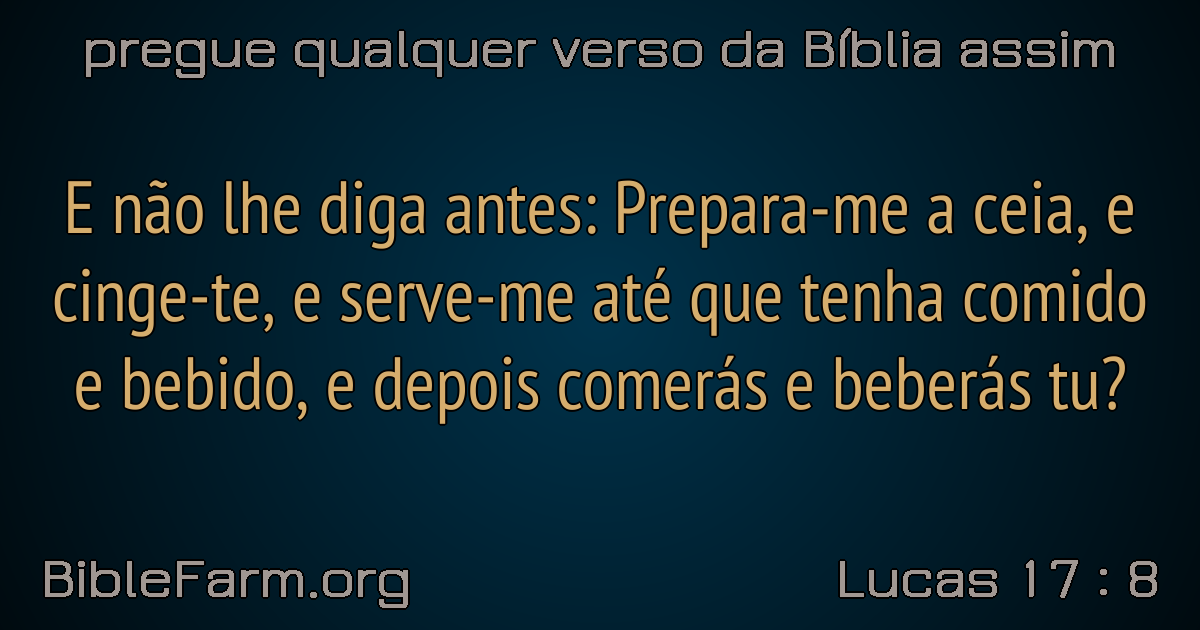 pregue qualquer verso da Bíblia assim
E não lhe diga antes: Prepara-me a ceia, e
cinge-te, e serve-me até que tenha comido
e bebido, e depois comerás e beberás tu?
BibleFarm.org
Lucas 17 : 8